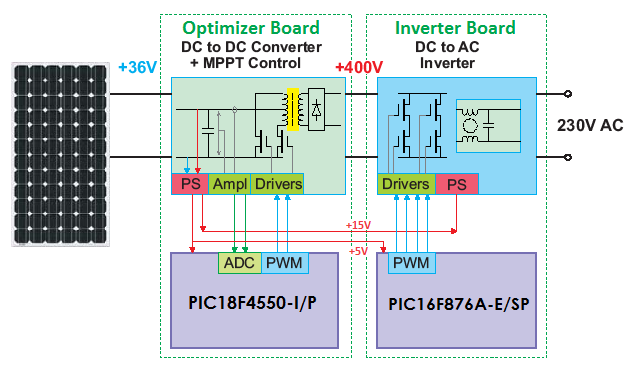 Optimizer Board
DC to DC Converter
+ MPPT Control
+36V
+400V
PS
Ampl
Drivers
ADC
PWM
PIC18F4550-I/P
Inverter Board
DC to AC
Inverter
230V AC
Drivers
PS
+15V
+5V
PWM
PIC16F876A-E/SP